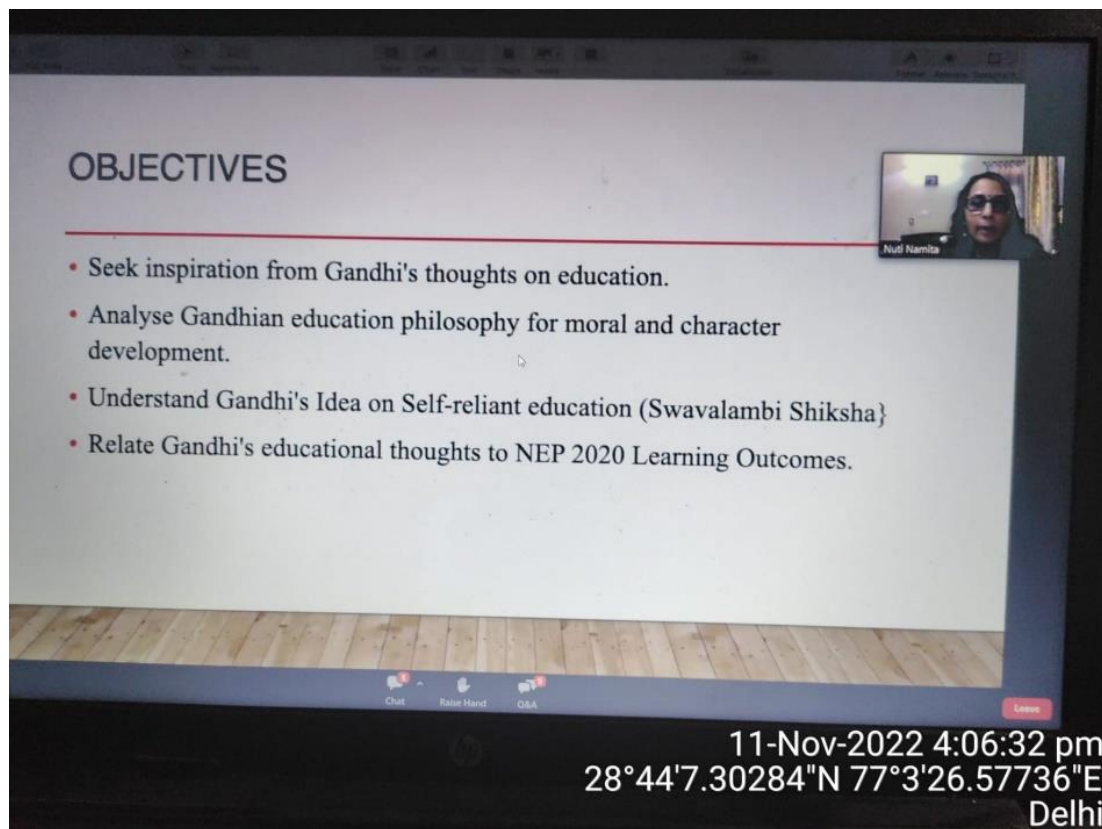 OBJECTIVES
Nuti Namita
• Seek inspiration from Gandhi's thoughts on education.
• Analyse Gandhian education philosophy for moral and character
development.
• Understand Gandhi's Idea on Self-reliant education (Swavalambi Shiksha}
• Relate Gandhi's educational thoughts to NEP 2020 Learning Outcomes.
Chat Raise Hand Q&A
Leave
hp
11-Nov-2022 4:06:32 pm
28°44'7.30284"N 77°3'26.57736"E
Delhi